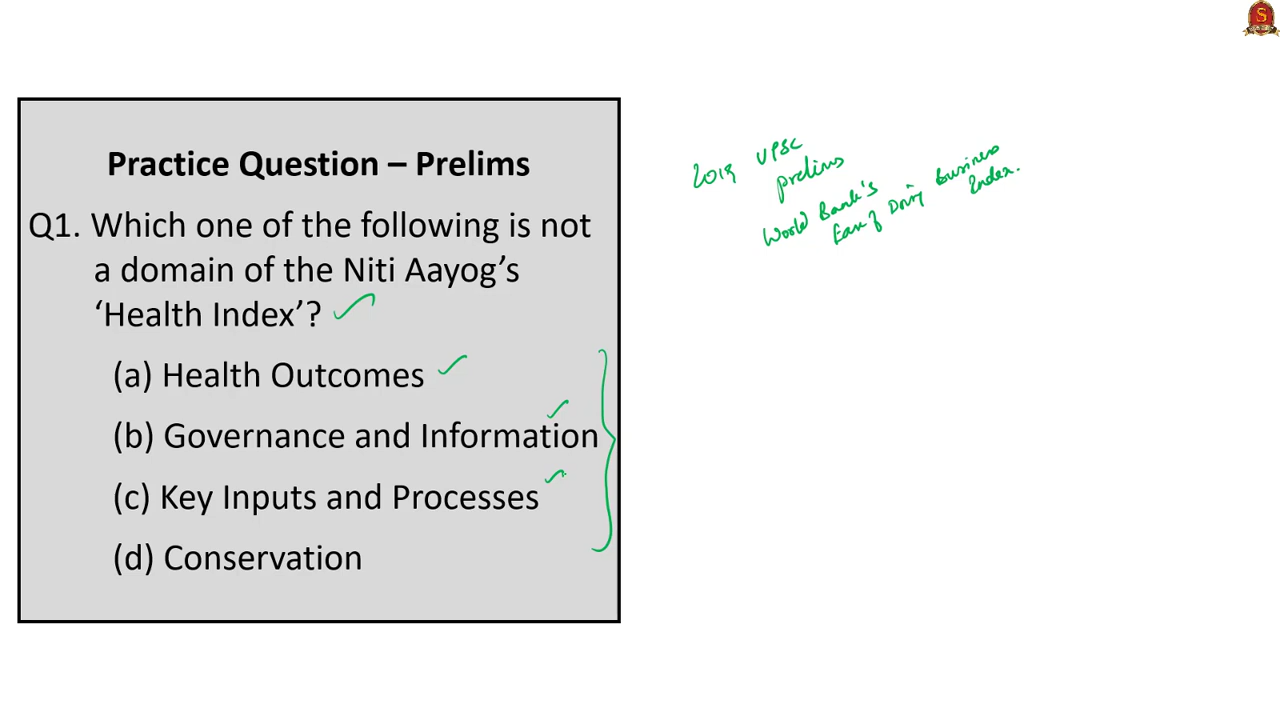 Practice Question – Prelims
Q1. Which one of the following is not
a domain of the Niti Aayog’s
‘Health Index’?
(a) Health Outcomes
(b) Governance and Information
(c) Key Inputs and Processes
(d) Conservation
2019 UPSC
prelims
World Bank's
Ease of Doing Business
Index.
S